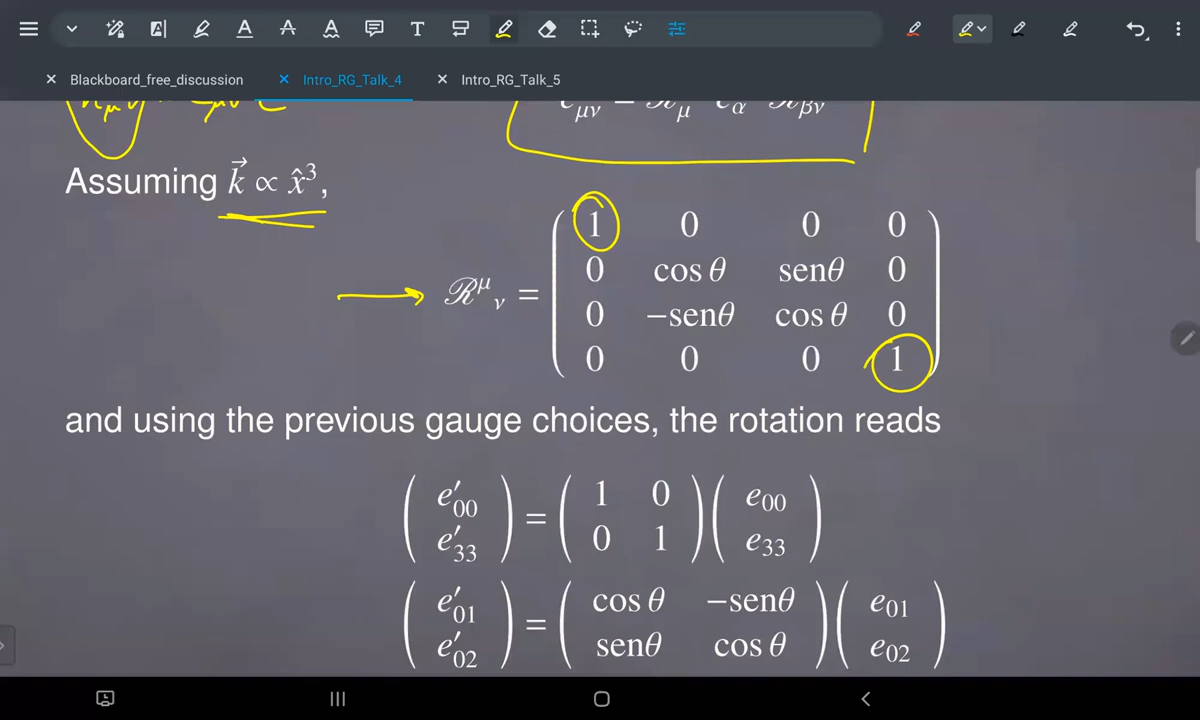 Blackboard_free_discussion Intro_RG_Talk_4 Intro_RG_Talk_5
Assuming k⃗ ∝ x̂³,
ℛ^μ_ν = ( 1 0 0 0
0 cos θ senθ 0
0 −senθ cos θ 0
0 0 0 1 )
and using the previous gauge choices, the rotation reads
( e′₀₀ e′₃₃ ) = ( 1 0 0 1 ) ( e₀₀ e₃₃ )
( e′₀₁ e′₀₂ ) = ( cos θ −senθ senθ cos θ ) ( e₀₁ e₀₂ )